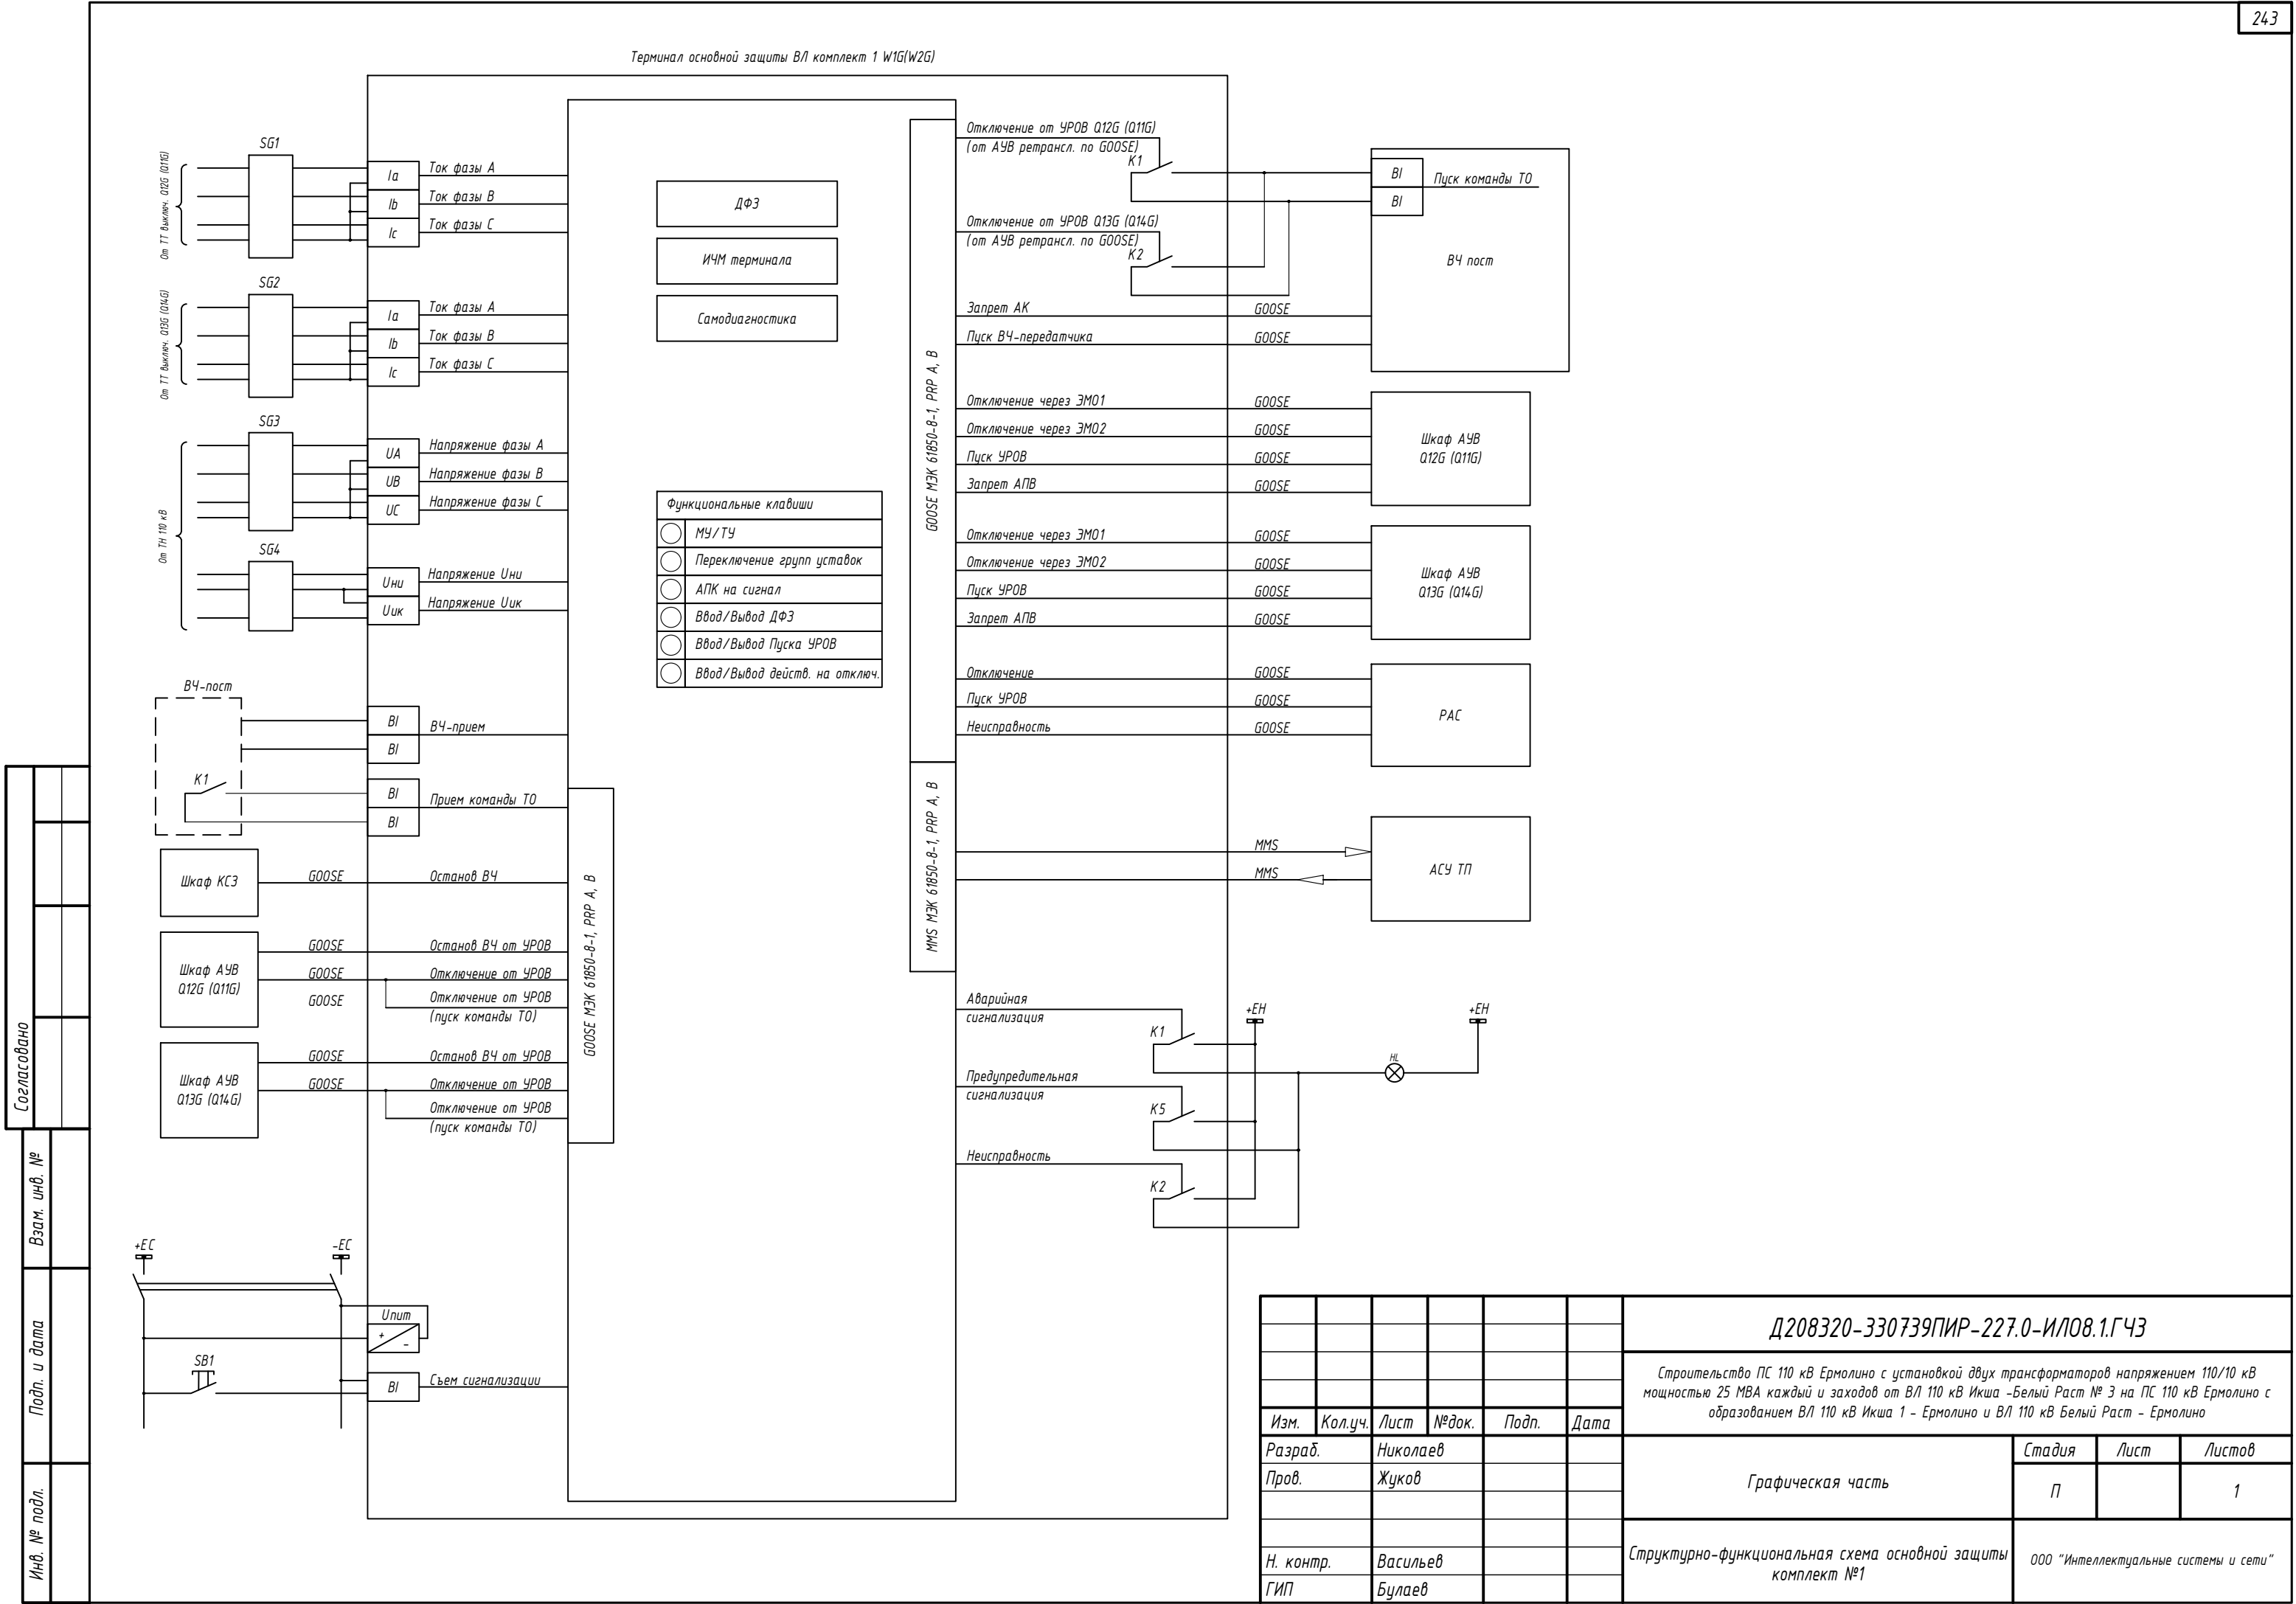 243
Терминал основной защиты ВЛ комплект 1 W1G(W2G)
От ТТ выключ. Q12G (Q11G)
SG1
Ia
Ib
Ic
Ток фазы А
Ток фазы В
Ток фазы С
От ТТ выключ. Q13G (Q14G)
SG2
Ia
Ib
Ic
Ток фазы А
Ток фазы В
Ток фазы С
От ТН 110 кВ
SG3
UA
UB
UC
Напряжение фазы А
Напряжение фазы В
Напряжение фазы С
SG4
Uни
Uик
Напряжение Uни
Напряжение Uик
ВЧ-пост
K1
BI
BI
ВЧ-прием
BI
BI
Прием команды ТО
Шкаф КСЗ
GOOSE
Останов ВЧ
Шкаф АУВ
Q12G (Q11G)
GOOSE
Останов ВЧ от УРОВ
GOOSE
Отключение от УРОВ
GOOSE
Отключение от УРОВ
(пуск команды ТО)
Шкаф АУВ
Q13G (Q14G)
GOOSE
Останов ВЧ от УРОВ
GOOSE
Отключение от УРОВ
Отключение от УРОВ
(пуск команды ТО)
GOOSE МЭК 61850-8-1, PRP A, B
+EC
-EC
Uпит
+
-
SB1
BI
Съем сигнализации
ДФЗ
ИЧМ терминала
Самодиагностика
Функциональные клавиши
МУ/ТУ
Переключение групп уставок
АПК на сигнал
Ввод/Вывод ДФЗ
Ввод/Вывод Пуска УРОВ
Ввод/Вывод действ. на отключ.
GOOSE МЭК 61850-8-1, PRP A, B
MMS МЭК 61850-8-1, PRP A, B
Отключение от УРОВ Q12G (Q11G)
(от АУВ ретрансл. по GOOSE)
K1
Отключение от УРОВ Q13G (Q14G)
(от АУВ ретрансл. по GOOSE)
K2
BI
BI
Пуск команды ТО
ВЧ пост
Запрет АК
GOOSE
Пуск ВЧ-передатчика
GOOSE
Отключение через ЭМО1
GOOSE
Отключение через ЭМО2
GOOSE
Пуск УРОВ
GOOSE
Запрет АПВ
GOOSE
Шкаф АУВ
Q12G (Q11G)
Отключение через ЭМО1
GOOSE
Отключение через ЭМО2
GOOSE
Пуск УРОВ
GOOSE
Запрет АПВ
GOOSE
Шкаф АУВ
Q13G (Q14G)
Отключение
GOOSE
Пуск УРОВ
GOOSE
Неисправность
GOOSE
РАС
MMS
MMS
АСУ ТП
Аварийная
сигнализация
K1
+EH
+EH
HL
Предупредительная
сигнализация
K5
Неисправность
K2
Согласовано
Взам. инв. №
Подп. и дата
Инв. № подл.
Д208320-330739ПИР-227.0-ИЛО8.1.ГЧ3
Строительство ПС 110 кВ Ермолино с установкой двух трансформаторов напряжением 110/10 кВ
мощностью 25 МВА каждый и заходов от ВЛ 110 кВ Икша -Белый Раст № 3 на ПС 110 кВ Ермолино с
образованием ВЛ 110 кВ Икша 1 - Ермолино и ВЛ 110 кВ Белый Раст - Ермолино
Изм. Кол.уч. Лист №док. Подп. Дата
Разраб. Николаев
Пров. Жуков
Н. контр. Васильев
ГИП Булаев
Графическая часть
Стадия Лист Листов
П 1
Структурно-функциональная схема основной защиты
комплект №1
ООО "Интеллектуальные системы и сети"